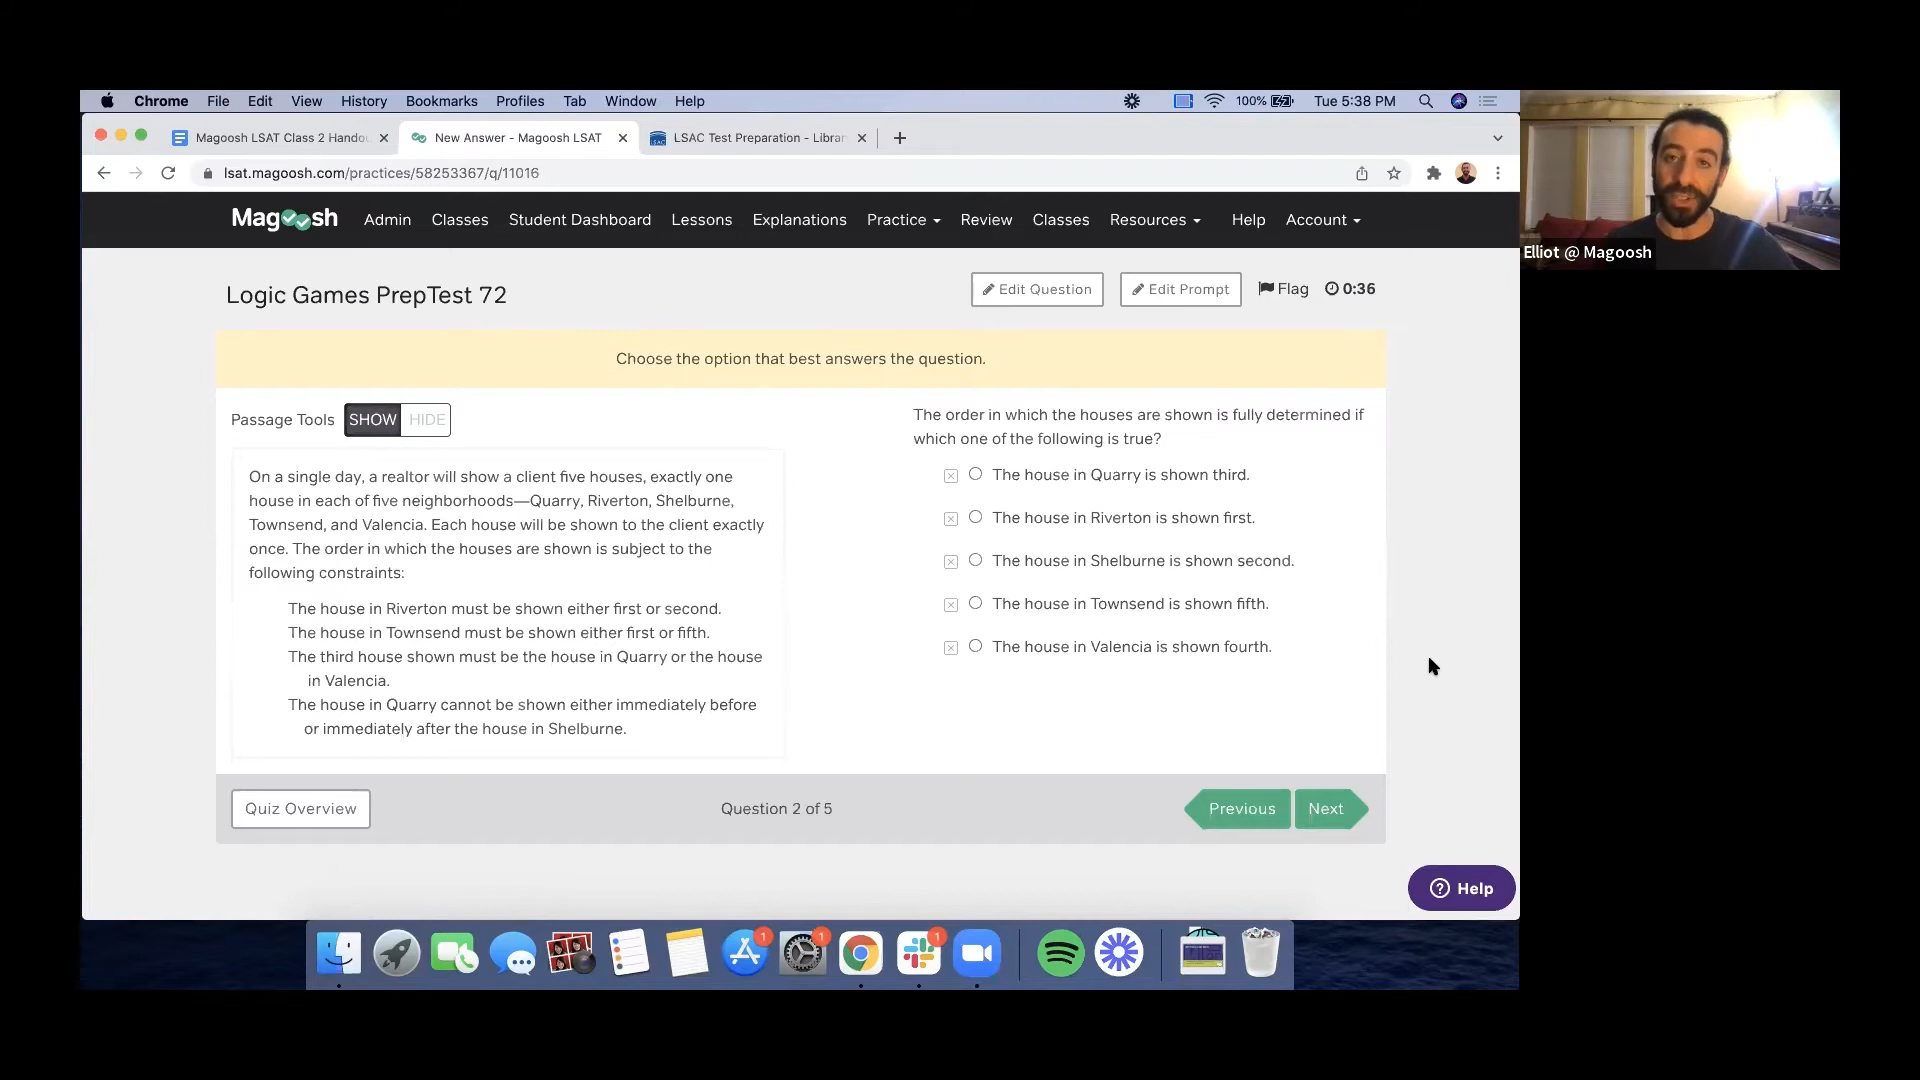 Chrome File Edit View History Bookmarks Profiles Tab Window Help 100% Tue 5:38 PM
Magoosh LSAT Class 2 Hando
New Answer - Magoosh LSAT
LSAC Test Preparation - Librar
lsat.magoosh.com/practices/58253367/q/11016
Magoosh Admin Classes Student Dashboard Lessons Explanations Practice Review Classes Resources Help Account
Elliot @ Magoosh
Logic Games PrepTest 72
Edit Question
Edit Prompt
Flag
0:36
Choose the option that best answers the question.
Passage Tools SHOW HIDE
On a single day, a realtor will show a client five houses, exactly one
house in each of five neighborhoods—Quarry, Riverton, Shelburne,
Townsend, and Valencia. Each house will be shown to the client exactly
once. The order in which the houses are shown is subject to the
following constraints:
The house in Riverton must be shown either first or second.
The house in Townsend must be shown either first or fifth.
The third house shown must be the house in Quarry or the house
in Valencia.
The house in Quarry cannot be shown either immediately before
or immediately after the house in Shelburne.
The order in which the houses are shown is fully determined if
which one of the following is true?
The house in Quarry is shown third.
The house in Riverton is shown first.
The house in Shelburne is shown second.
The house in Townsend is shown fifth.
The house in Valencia is shown fourth.
Quiz Overview
Question 2 of 5
Previous
Next
Help
1
1
1